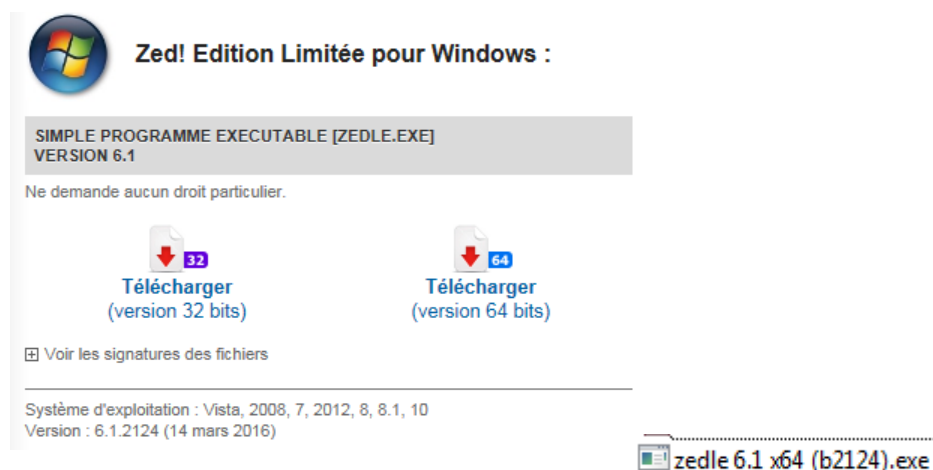 Zed! Edition Limitée pour Windows :
SIMPLE PROGRAMME EXECUTABLE [ZEDLE.EXE]
VERSION 6.1
Ne demande aucun droit particulier.
32
Télécharger
(version 32 bits)
64
Télécharger
(version 64 bits)
Voir les signatures des fichiers
Système d'exploitation : Vista, 2008, 7, 2012, 8, 8.1, 10
Version : 6.1.2124 (14 mars 2016)
zedle 6.1 x64 (b2124).exe